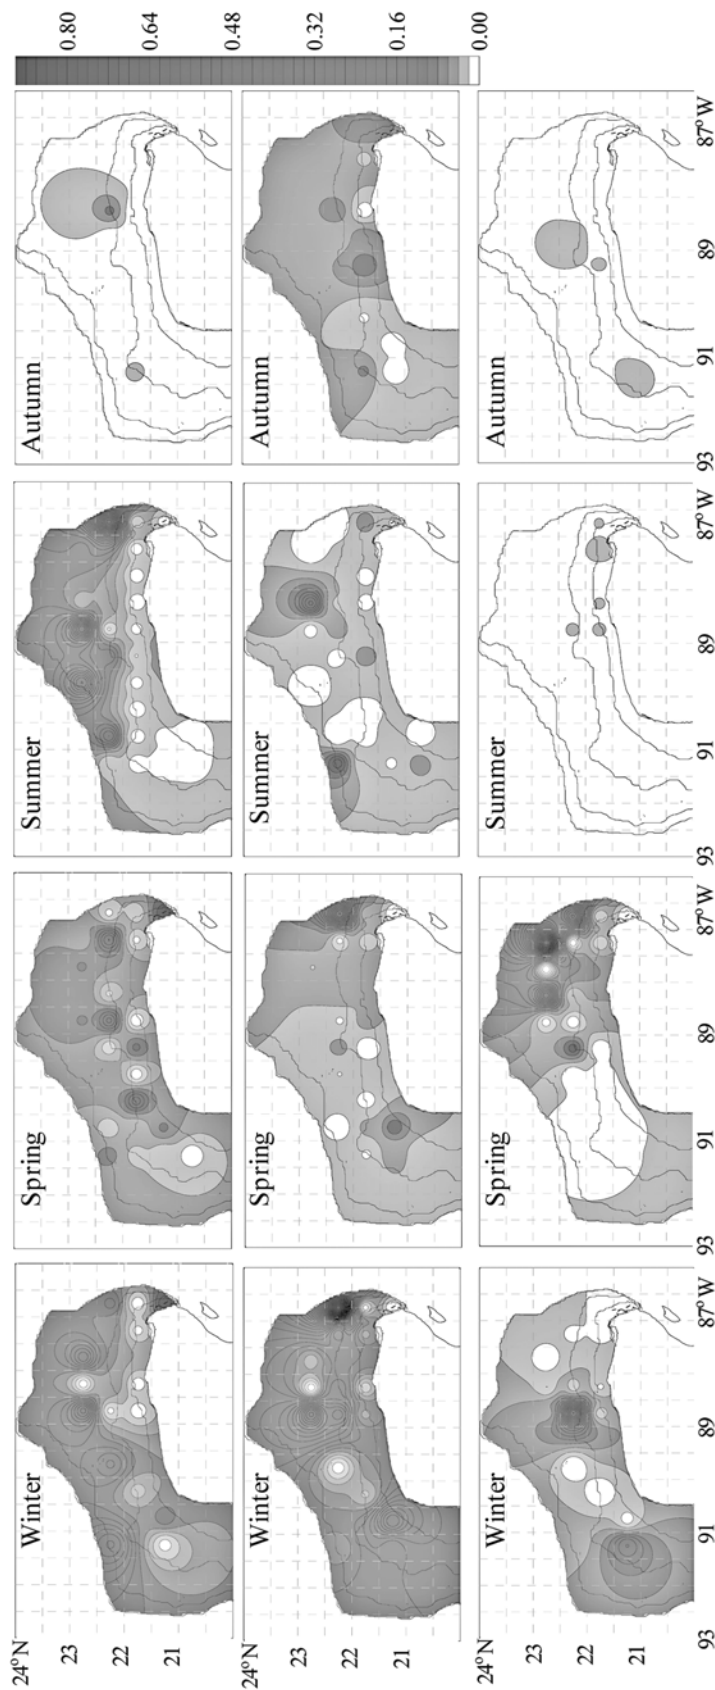 Winter
Spring
Summer
Autumn
24°N
23
22
21
Winter
Spring
Summer
Autumn
24°N
23
22
21
Winter
Spring
Summer
Autumn
24°N
23
22
21
93 91 89 87°W
93 91 89 87°W
93 91 89 87°W
93 91 89 87°W
0.80
0.64
0.48
0.32
0.16
0.00